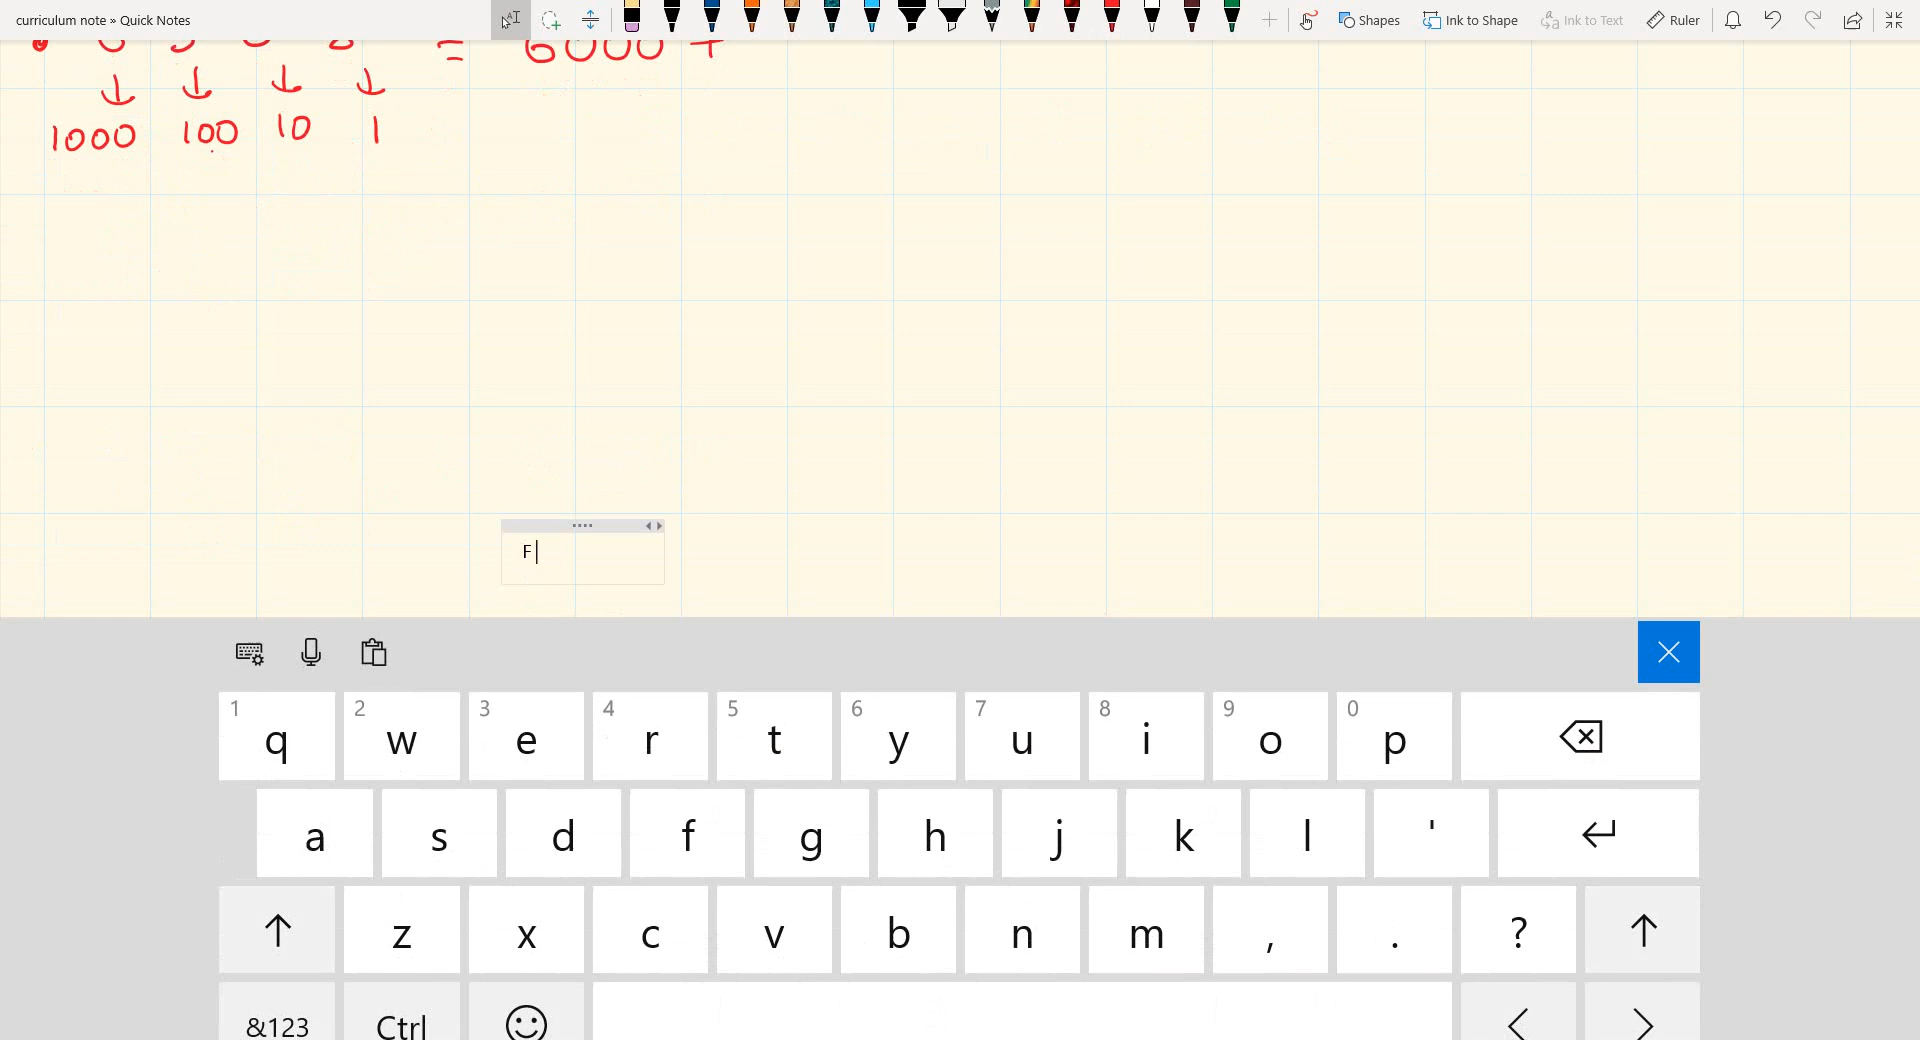 curriculum note » Quick Notes Shapes Ink to Shape Ink to Text Ruler
= 6000 +
↓ ↓ ↓ ↓
1000 100 10 1
F
1 2 3 4 5 6 7 8 9 0
q w e r t y u i o p
a s d f g h j k l '
z x c v b n m , . ?
&123 Ctrl